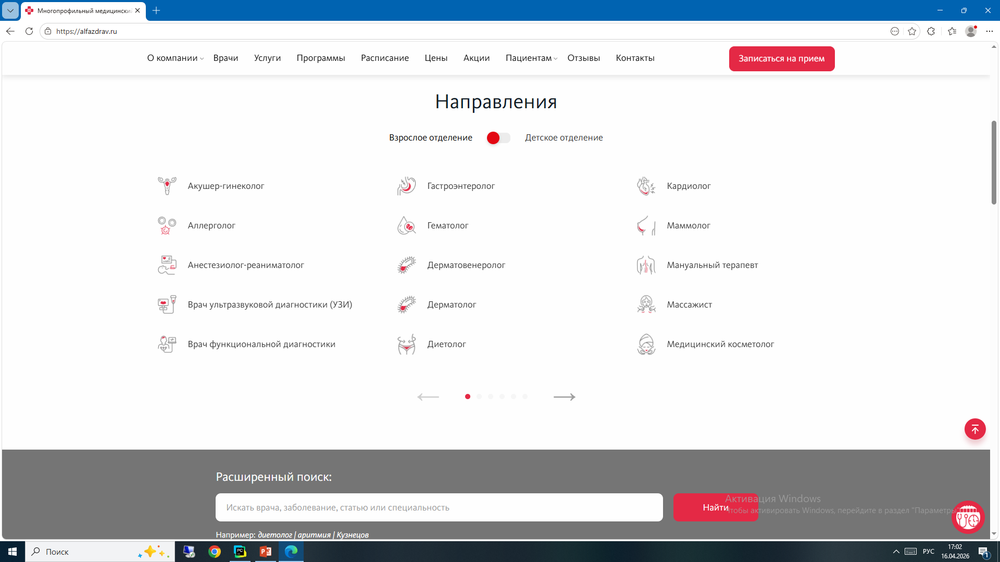 Многопрофильный медицинский
https://alfazdrav.ru
О компании Врачи Услуги Программы Расписание Цены Акции Пациентам Отзывы Контакты Записаться на прием
Направления
Взрослое отделение Детское отделение
Акушер-гинеколог Гастроэнтеролог Кардиолог
Аллерголог Гематолог Маммолог
Анестезиолог-реаниматолог Дерматовенеролог Мануальный терапевт
Врач ультразвуковой диагностики (УЗИ) Дерматолог Массажист
Врач функциональной диагностики Диетолог Медицинский косметолог
Расширенный поиск:
Искать врача, заболевание, статью или специальность Найти
Активация Windows
Чтобы активировать Windows, перейдите в раздел "Параметры"
Например: диетолог | аритмия | Кузнецов
Поиск
PC
РУС
17:02
16.04.2026
1